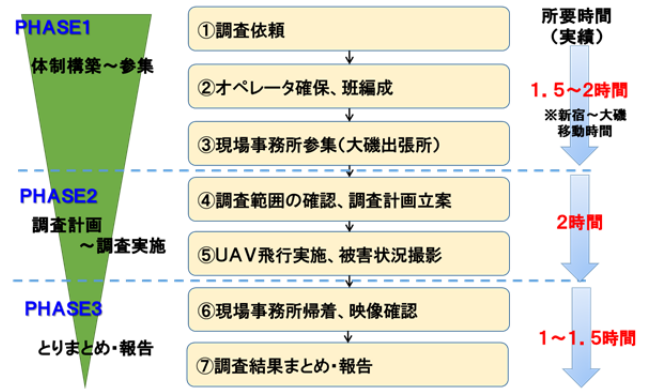 PHASE1
体制構築～参集
①調査依頼
②オペレータ確保、班編成
③現場事務所参集（大磯出張所）
所要時間
（実績）
1．5～2時間
※新宿～大磯
移動時間
PHASE2
調査計画
～調査実施
④調査範囲の確認、調査計画立案
⑤UAV飛行実施、被害状況撮影
2時間
PHASE3
とりまとめ・報告
⑥現場事務所帰着、映像確認
⑦調査結果まとめ・報告
1～1．5時間